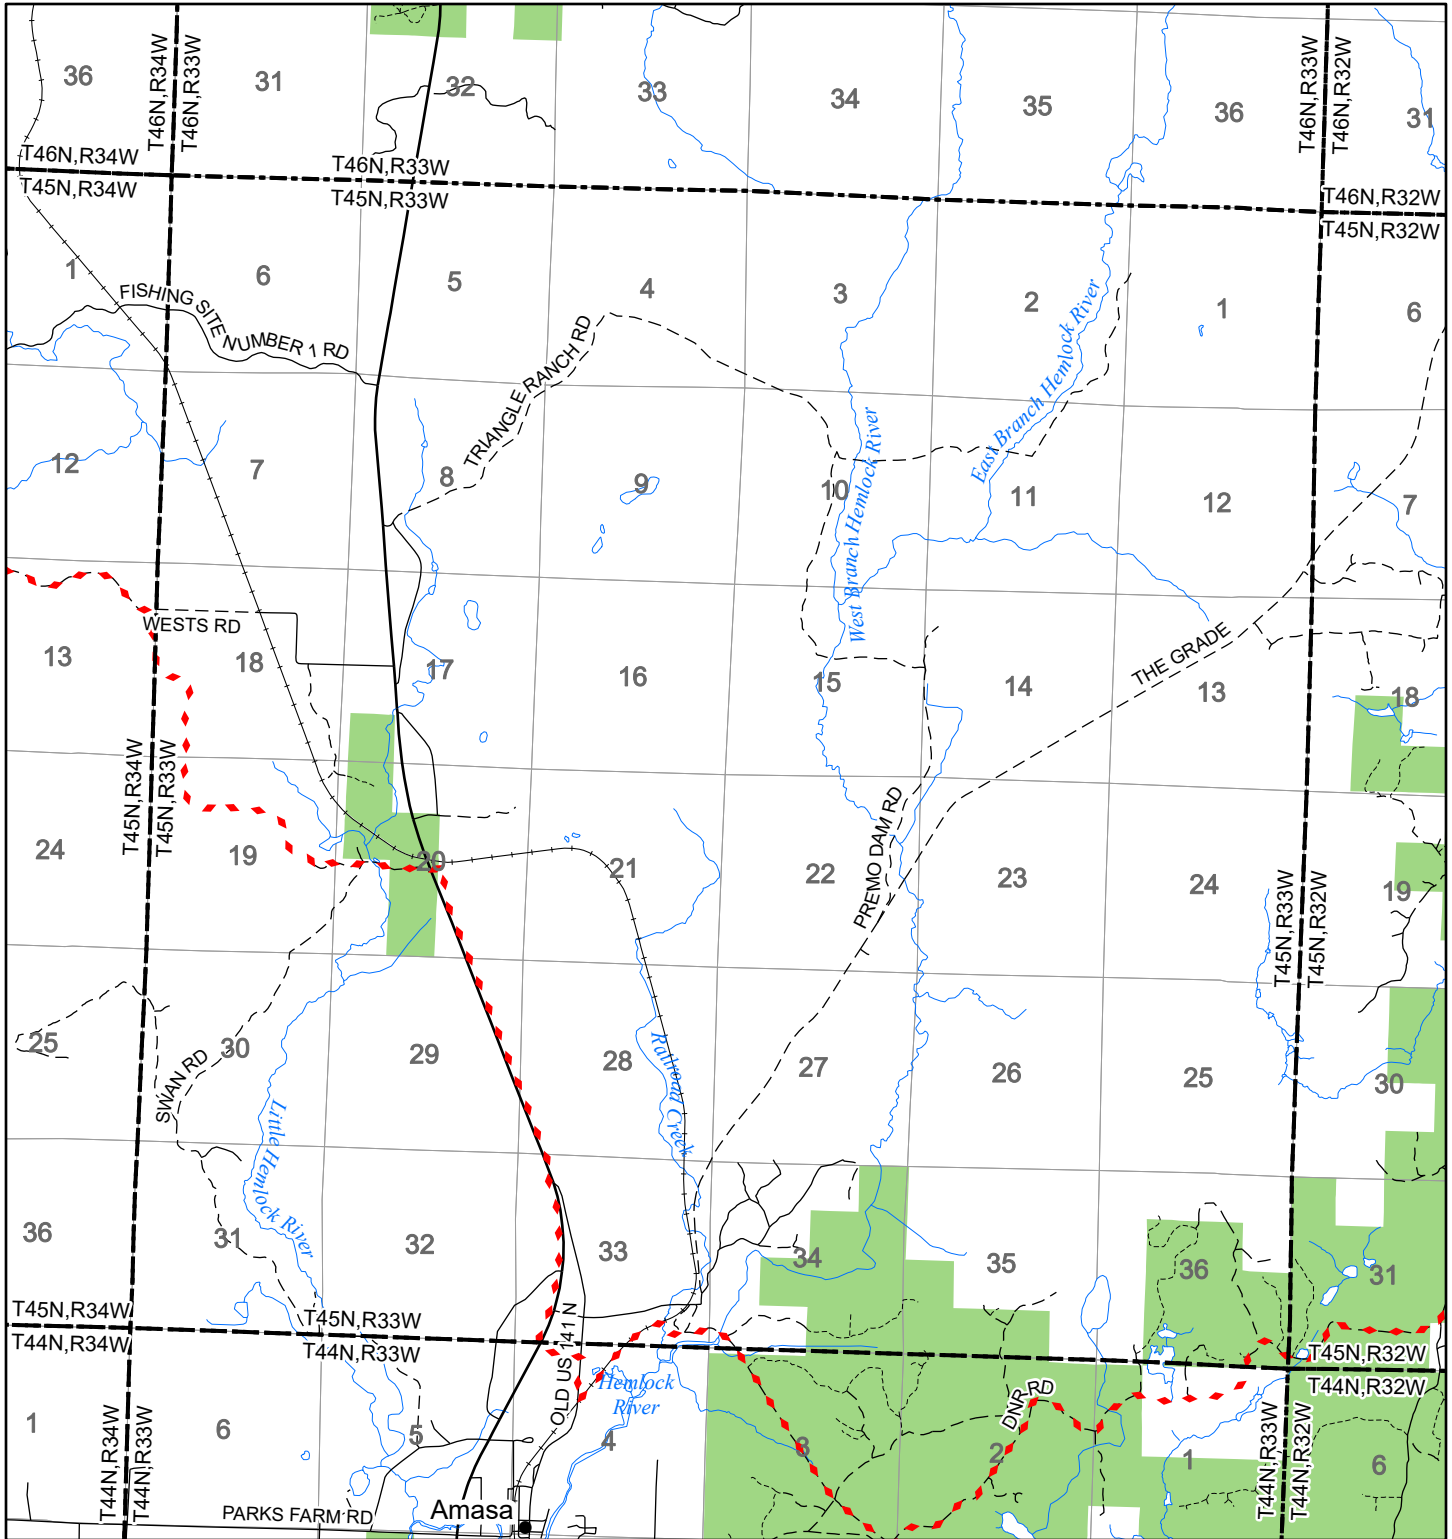 36
31
32
33
34
35
36
31
T46N,R34W
T46N,R33W
T46N,R33W
T46N,R32W
T46N,R34W
T45N,R34W
T46N,R33W
T45N,R33W
T46N,R32W
T45N,R32W
1
6
5
4
3
2
1
6
FISHING SITE NUMBER 1 RD
TRIANGLE RANCH RD
East Branch Hemlock River
West Branch Hemlock River
12
7
8
9
10
11
12
7
WESTS RD
THE GRADE
13
18
17
16
15
14
13
18
T45N,R34W
T45N,R33W
PREMO DAM RD
24
19
20
21
22
23
24
19
T45N,R33W
T45N,R32W
25
30
29
28
27
26
25
30
SWAN RD
Little Hemlock River
Railroad Creek
36
31
32
33
34
35
36
31
T45N,R34W
T44N,R34W
T45N,R33W
T44N,R33W
OLD US 141 N
T45N,R32W
T44N,R32W
Hemlock
River
DNR RD
1
6
5
4
3
2
1
6
T44N,R34W
T44N,R33W
T44N,R33W
T44N,R32W
PARKS FARM RD
Amasa